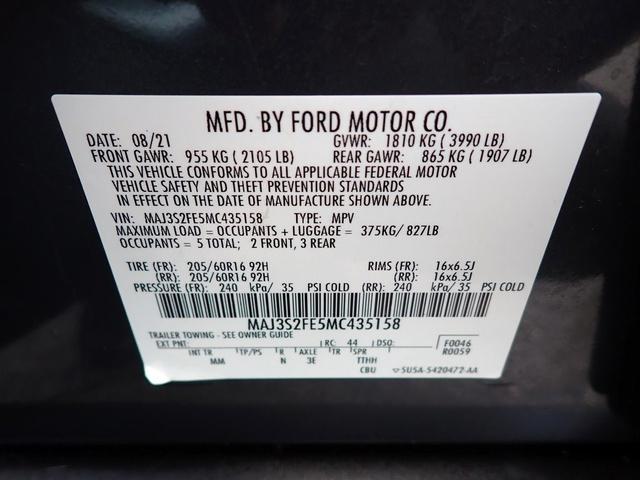 MFD. BY FORD MOTOR CO.
DATE: 08/21 GVWR: 1810 KG ( 3990 LB)
FRONT GAWR: 955 KG ( 2105 LB) REAR GAWR: 865 KG ( 1907 LB)
THIS VEHICLE CONFORMS TO ALL APPLICABLE FEDERAL MOTOR
VEHICLE SAFETY AND THEFT PREVENTION STANDARDS
IN EFFECT ON THE DATE OF MANUFACTURE SHOWN ABOVE.
VIN: MAJ3S2FE5MC435158 TYPE: MPV
MAXIMUM LOAD = OCCUPANTS + LUGGAGE = 375KG/ 827LB
OCCUPANTS = 5 TOTAL; 2 FRONT, 3 REAR
TIRE (FR): 205/60R16 92H RIMS (FR): 16x6.5J
(RR): 205/60R16 92H (RR): 16x6.5J
PRESSURE (FR): 240 kPa/ 35 PSI COLD (RR): 240 kPa/ 35 PSI COLD
MAJ3S2FE5MC435158
TRAILER TOWING - SEE OWNER GUIDE
EXT PNT: RC: 44 DSO: F0046
INT TR TP/PS R AXLE TR SPR R0059
MM N 3E TTHH
CBU 5U5A-5420472-AA